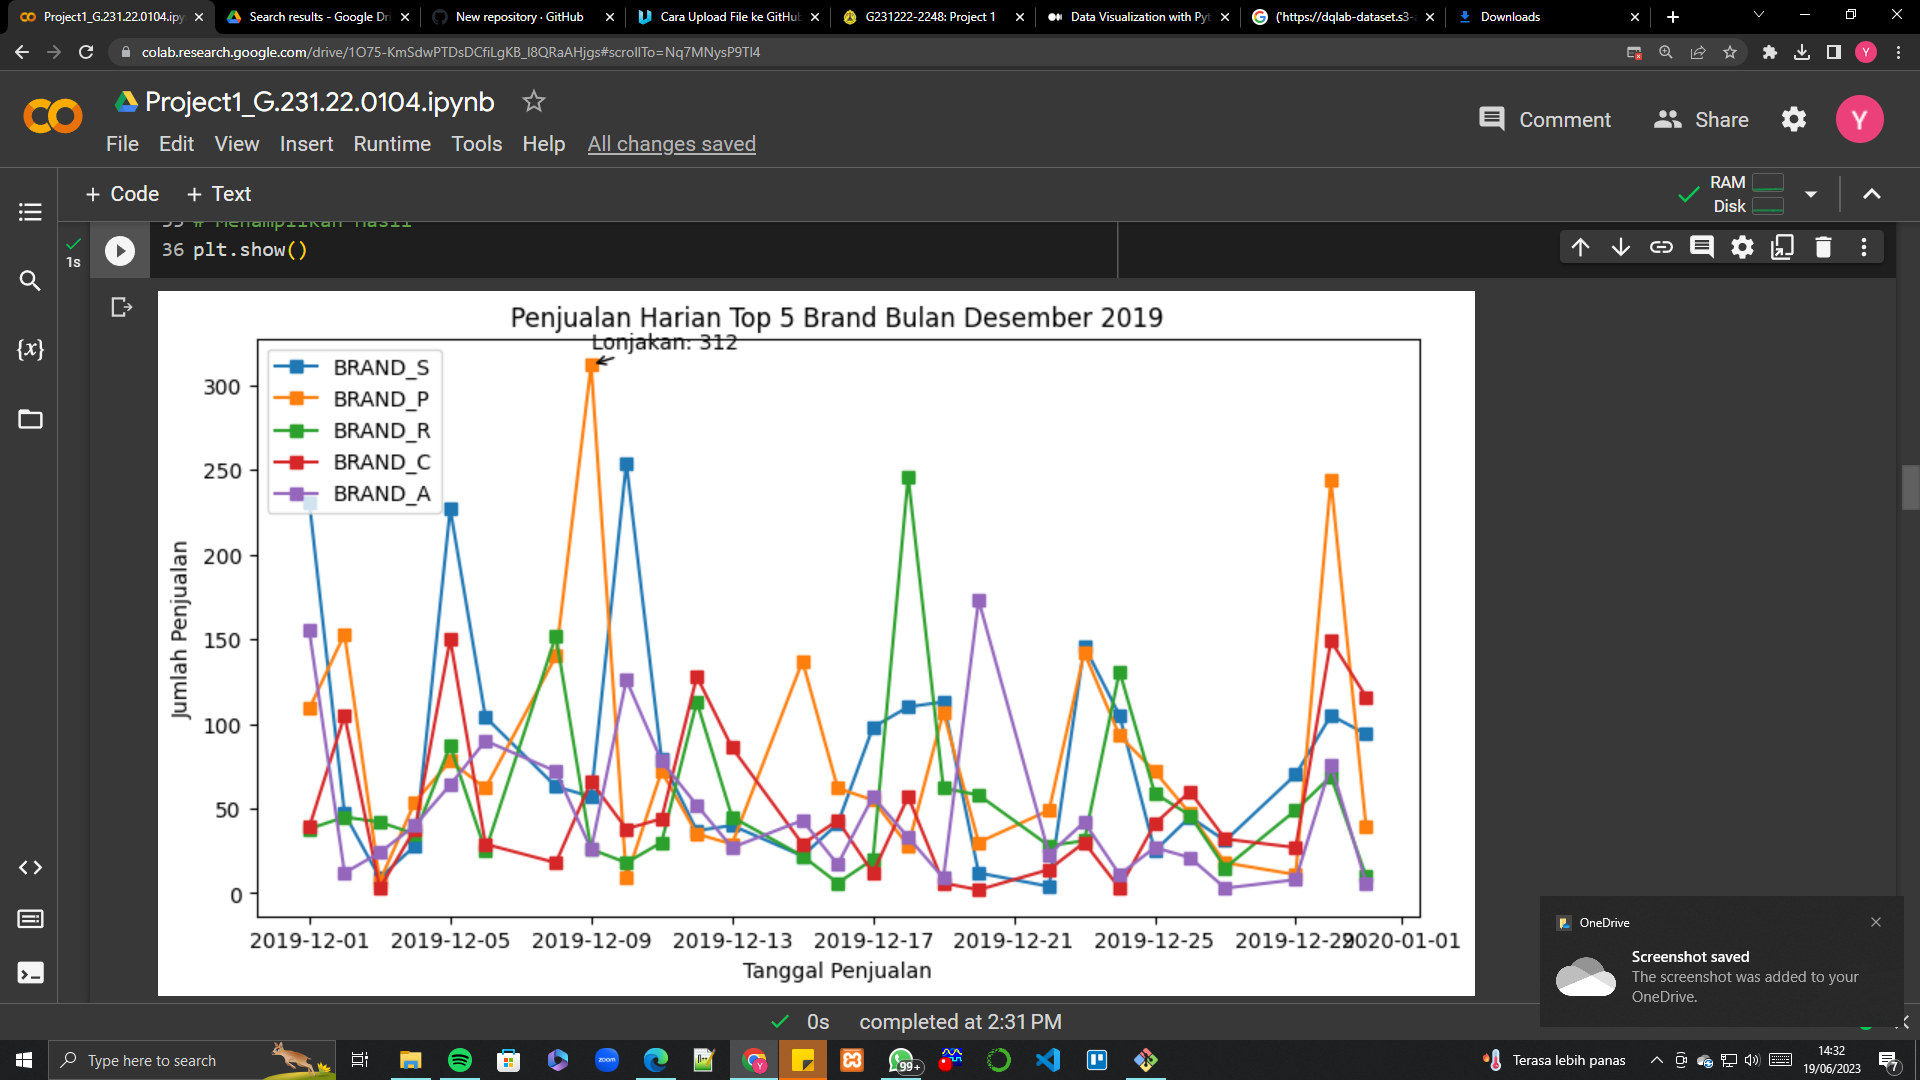 Project1_G.231.22.0104.ipy
Search results - Google Dri
New repository · GitHub
Cara Upload File ke GitHub
G231222-2248: Project 1
Data Visualization with Pyt
('https://dqlab-dataset.s3-a
Downloads
colab.research.google.com/drive/1O75-KmSdwPTDsDCfiLgKB_I8QRaAHjgs#scrollTo=Nq7MNysP9Tl4
Y
Project1_G.231.22.0104.ipynb
Comment
Share
Y
File Edit View Insert Runtime Tools Help All changes saved
+ Code + Text
RAM
Disk
35 # Menampilkan hasil
36 plt.show()
1s
{x}
Penjualan Harian Top 5 Brand Bulan Desember 2019
Lonjakan: 312
BRAND_S
BRAND_P
BRAND_R
BRAND_C
BRAND_A
300
250
200
150
100
50
0
Jumlah Penjualan
2019-12-01 2019-12-05 2019-12-09 2019-12-13 2019-12-17 2019-12-21 2019-12-25 2019-12-29 2020-01-01
Tanggal Penjualan
OneDrive
Screenshot saved
The screenshot was added to your
OneDrive.
0s completed at 2:31 PM
Type here to search
zoom
99+
Terasa lebih panas
14:32
19/06/2023
7